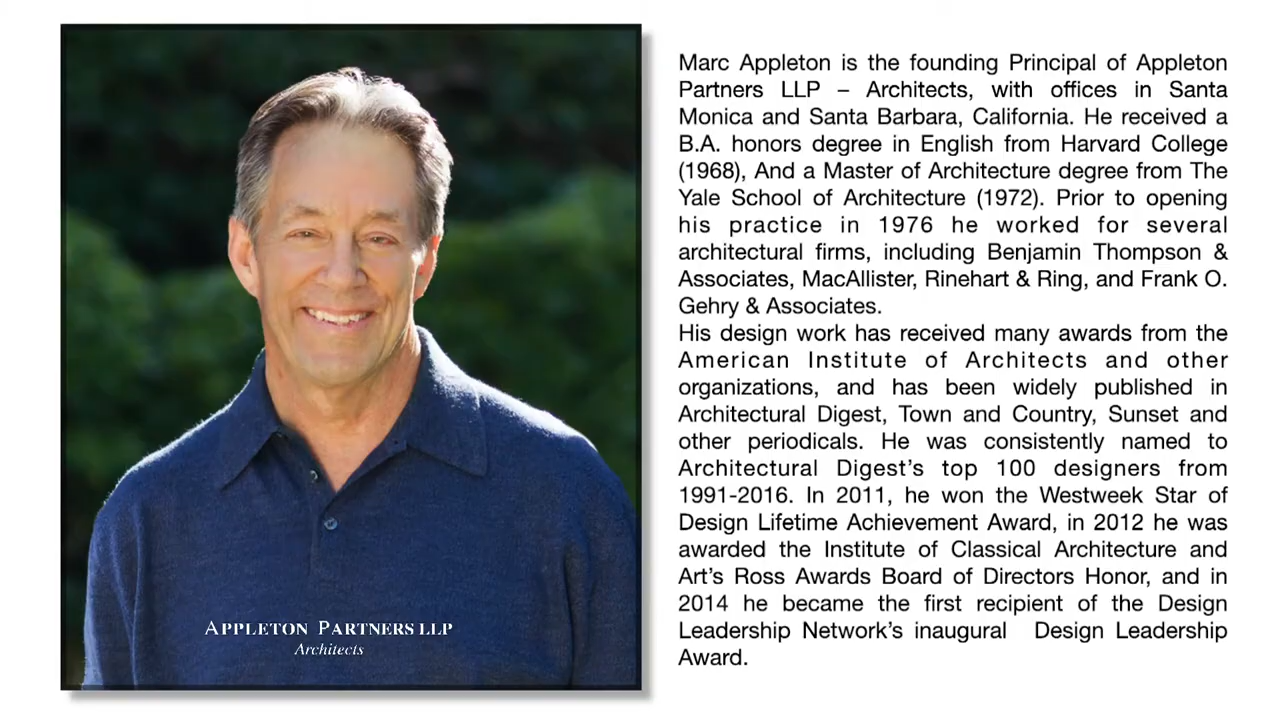 Marc Appleton is the founding Principal of Appleton
Partners LLP – Architects, with offices in Santa
Monica and Santa Barbara, California. He received a
B.A. honors degree in English from Harvard College
(1968), And a Master of Architecture degree from The
Yale School of Architecture (1972). Prior to opening
his practice in 1976 he worked for several
architectural firms, including Benjamin Thompson &
Associates, MacAllister, Rinehart & Ring, and Frank O.
Gehry & Associates.
His design work has received many awards from the
American Institute of Architects and other
organizations, and has been widely published in
Architectural Digest, Town and Country, Sunset and
other periodicals. He was consistently named to
Architectural Digest’s top 100 designers from
1991-2016. In 2011, he won the Westweek Star of
Design Lifetime Achievement Award, in 2012 he was
awarded the Institute of Classical Architecture and
Art’s Ross Awards Board of Directors Honor, and in
2014 he became the first recipient of the Design
Leadership Network’s inaugural  Design Leadership
Award.
APPLETON PARTNERS LLP
Architects